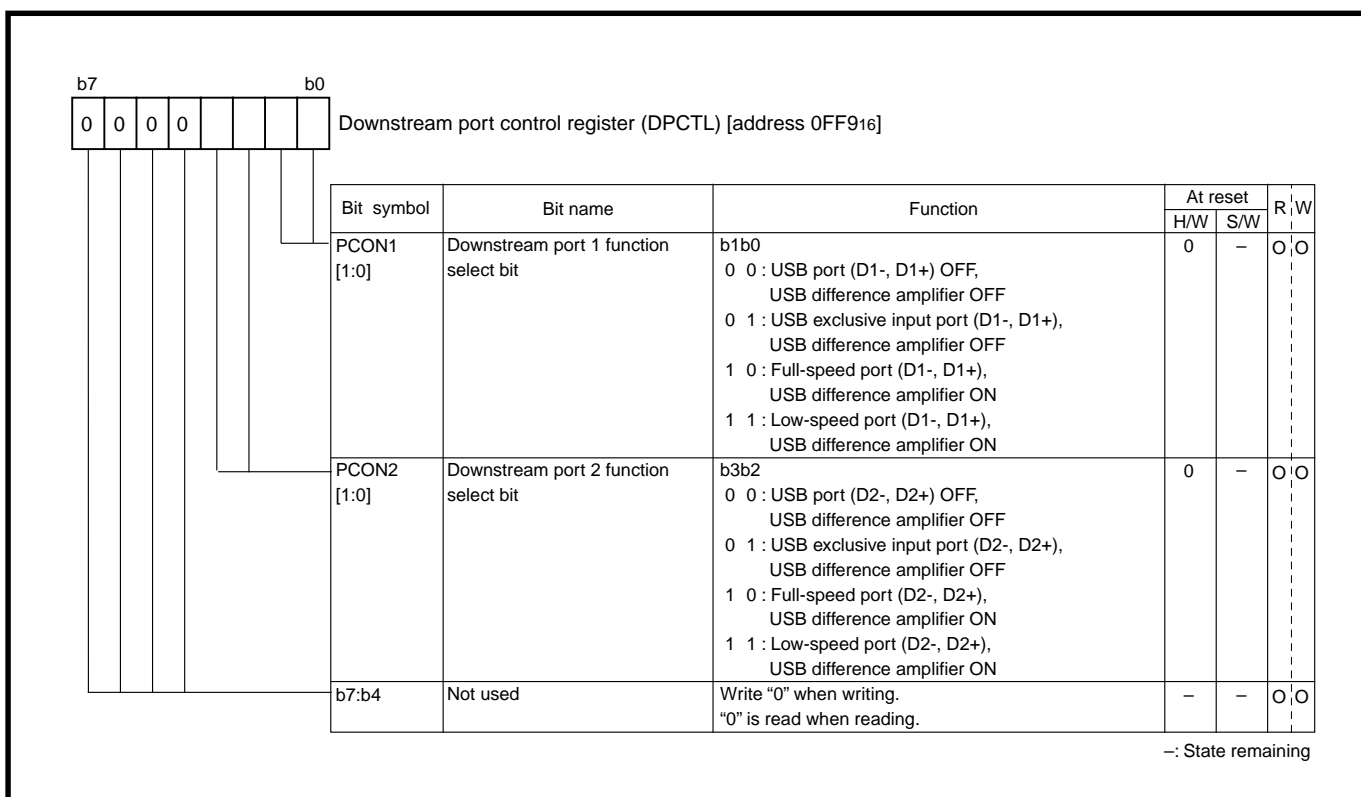 b7 b0
0 0 0 0 Downstream port control register (DPCTL) [address 0FF916]
Bit symbol Bit name Function At reset R W
H/W S/W
PCON1 Downstream port 1 function b1b0 0 – O O
[1:0] select bit 0 0 : USB port (D1-, D1+) OFF,
USB difference amplifier OFF
0 1 : USB exclusive input port (D1-, D1+),
USB difference amplifier OFF
1 0 : Full-speed port (D1-, D1+),
USB difference amplifier ON
1 1 : Low-speed port (D1-, D1+),
USB difference amplifier ON
PCON2 Downstream port 2 function b3b2 0 – O O
[1:0] select bit 0 0 : USB port (D2-, D2+) OFF,
USB difference amplifier OFF
0 1 : USB exclusive input port (D2-, D2+),
USB difference amplifier OFF
1 0 : Full-speed port (D2-, D2+),
USB difference amplifier ON
1 1 : Low-speed port (D2-, D2+),
USB difference amplifier ON
b7:b4 Not used Write “0” when writing. – – O O
“0” is read when reading.
–: State remaining